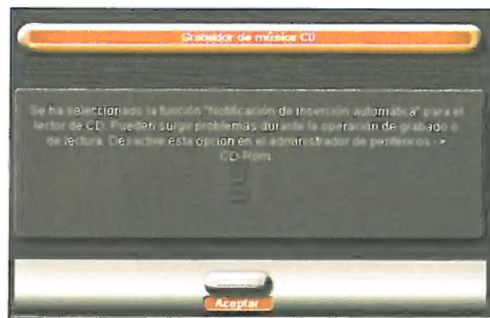 Grabador de música CD
Se ha seleccionado la función "Notificación de inserción automática" para el
lector de CD. Pueden surgir problemas durante la operación de grabado o
de lectura. Desactive esta opción en el administrador de periféricos ->
CD-Rom.
Aceptar